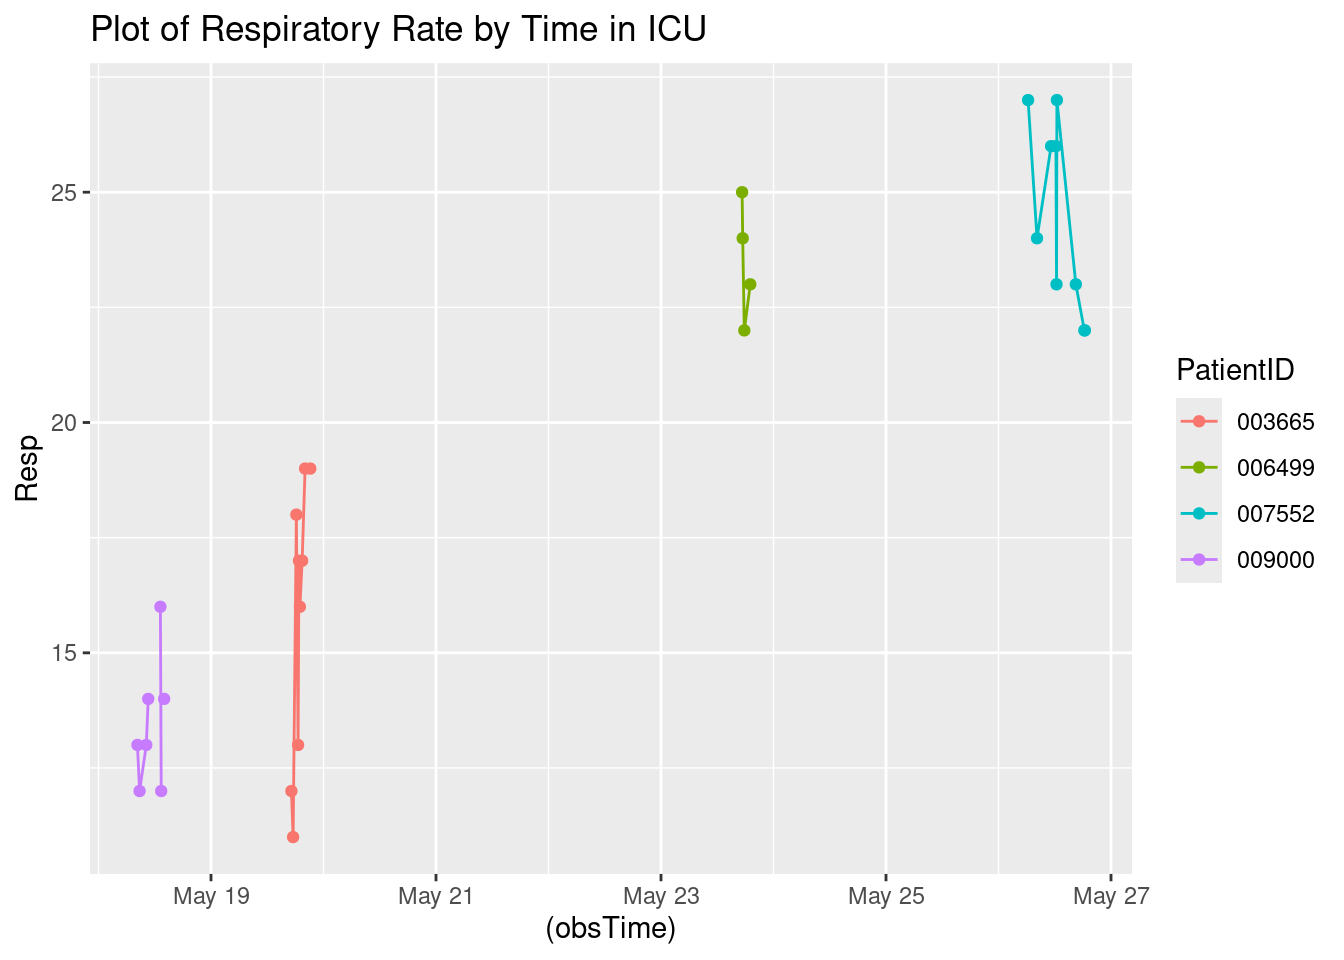 Plot of Respiratory Rate by Time in ICU
Resp
25
20
15
May 19
May 21
May 23
May 25
May 27
(obsTime)
PatientID
003665
006499
007552
009000